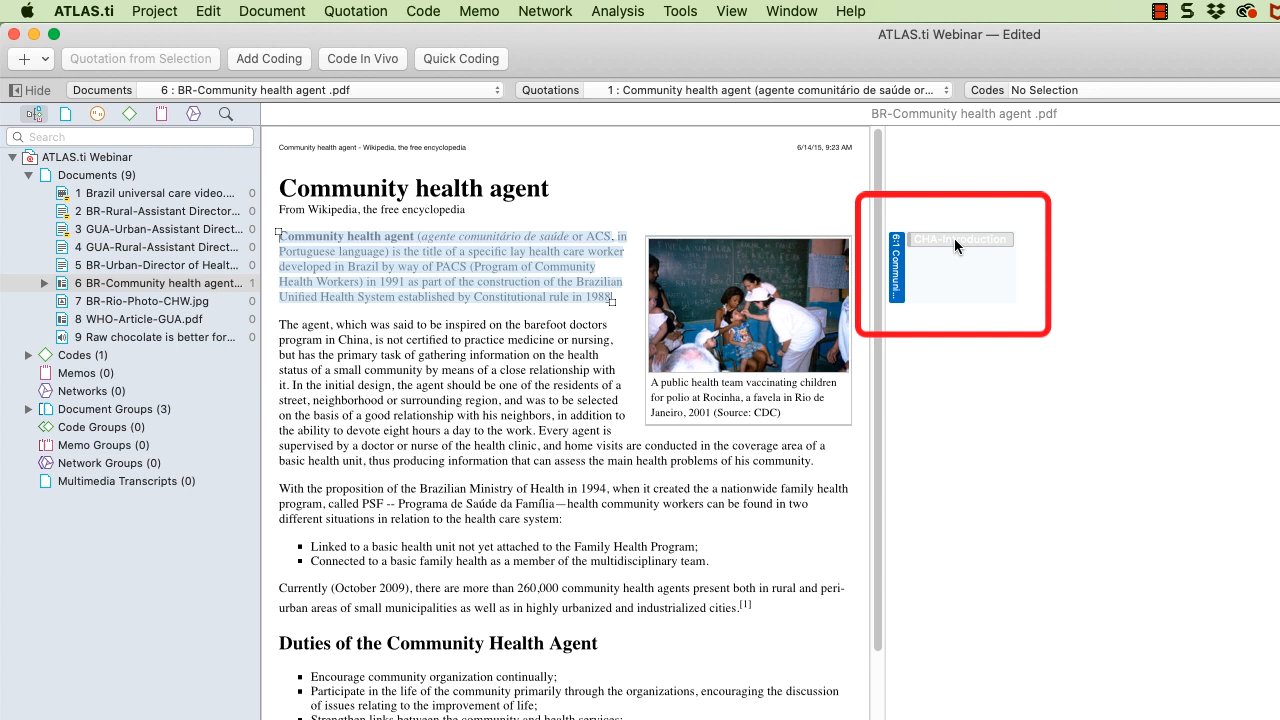 ATLAS.ti Project Edit Document Quotation Code Memo Network Analysis Tools View Window Help
ATLAS.ti Webinar — Edited
Quotation from Selection Add Coding Code In Vivo Quick Coding
Hide Documents 6 : BR-Community health agent .pdf Quotations 1 : Community health agent (agente comunitário de saúde or... Codes No Selection
BR-Community health agent .pdf
Search
ATLAS.ti Webinar
Documents (9)
1 Brazil universal care video.... 0
2 BR-Rural-Assistant Director... 0
3 GUA-Urban-Assistant Direct... 0
4 GUA-Rural-Assistant Direct... 0
5 BR-Urban-Director of Healt... 0
6 BR-Community health agent... 1
7 BR-Rio-Photo-CHW.jpg 0
8 WHO-Article-GUA.pdf 0
9 Raw chocolate is better for... 0
Codes (1)
Memos (0)
Networks (0)
Document Groups (3)
Code Groups (0)
Memo Groups (0)
Network Groups (0)
Multimedia Transcripts (0)
Community health agent - Wikipedia, the free encyclopedia 6/14/15, 9:23 AM
Community health agent
From Wikipedia, the free encyclopedia
Community health agent (agente comunitário de saúde or ACS, in
Portuguese language) is the title of a specific lay health care worker
developed in Brazil by way of PACS (Program of Community
Health Workers) in 1991 as part of the construction of the Brazilian
Unified Health System established by Constitutional rule in 1988.
The agent, which was said to be inspired on the barefoot doctors
program in China, is not certified to practice medicine or nursing,
but has the primary task of gathering information on the health
status of a small community by means of a close relationship with
it. In the initial design, the agent should be one of the residents of a
street, neighborhood or surrounding region, and was to be selected
on the basis of a good relationship with his neighbors, in addition to
the ability to devote eight hours a day to the work. Every agent is
supervised by a doctor or nurse of the health clinic, and home visits are conducted in the coverage area of a
basic health unit, thus producing information that can assess the main health problems of his community.
A public health team vaccinating children
for polio at Rocinha, a favela in Rio de
Janeiro, 2001 (Source: CDC)
With the proposition of the Brazilian Ministry of Health in 1994, when it created the a nationwide family health
program, called PSF -- Programa de Saúde da Família—health community workers can be found in two
different situations in relation to the health care system:
Linked to a basic health unit not yet attached to the Family Health Program;
Connected to a basic family health as a member of the multidisciplinary team.
Currently (October 2009), there are more than 260,000 community health agents present both in rural and peri-
urban areas of small municipalities as well as in highly urbanized and industrialized cities.[1]
Duties of the Community Health Agent
Encourage community organization continually;
Participate in the life of the community primarily through the organizations, encouraging the discussion
of issues relating to the improvement of life;
Strengthen links between the community and health services;
6:1 Communi...
CHA-Introduction